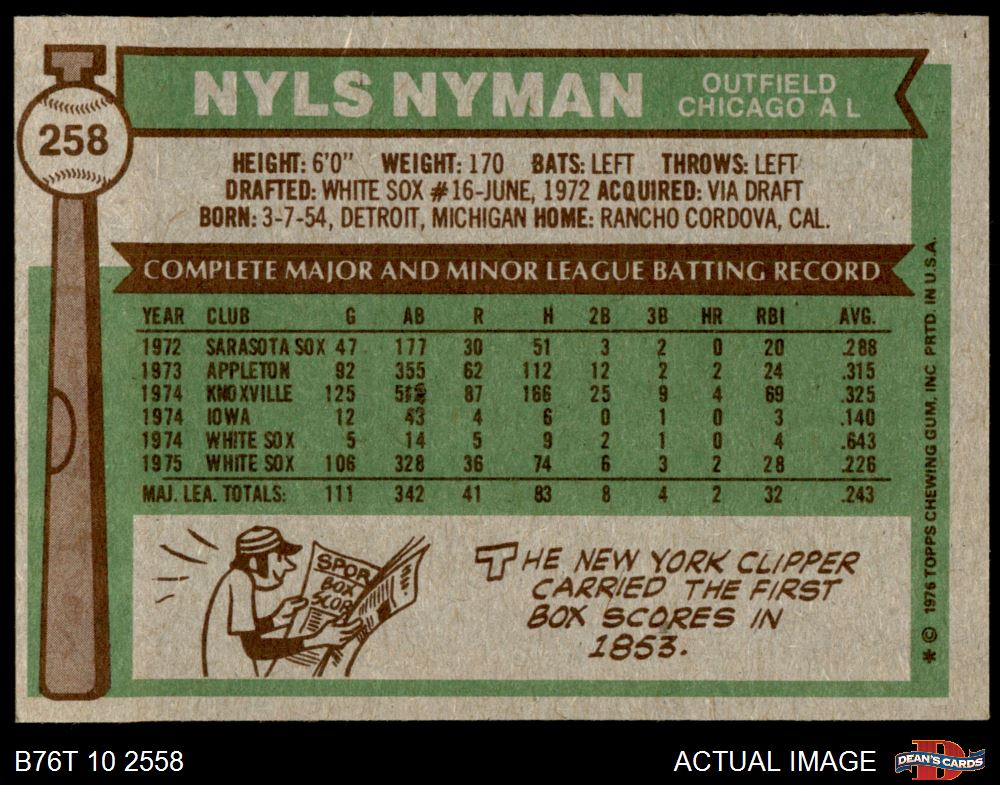 258
NYLS NYMAN
OUTFIELD
CHICAGO A L
HEIGHT: 6'0" WEIGHT: 170 BATS: LEFT THROWS: LEFT
DRAFTED: WHITE SOX #16-JUNE, 1972 ACQUIRED: VIA DRAFT
BORN: 3-7-54, DETROIT, MICHIGAN HOME: RANCHO CORDOVA, CAL.
COMPLETE MAJOR AND MINOR LEAGUE BATTING RECORD
YEAR CLUB G AB R H 2B 3B HR RBI AVG.
1972 SARASOTA SOX 47 177 30 51 3 2 0 20 .288
1973 APPLETON 92 355 62 112 12 2 2 24 .315
1974 KNOXVILLE 125 87 166 25 9 4 69 .325
1974 IOWA 12 43 4 6 0 1 0 3 .140
1974 WHITE SOX 5 14 5 9 2 1 0 4 .643
1975 WHITE SOX 106 328 36 74 6 3 2 28 .226
MAJ. LEA. TOTALS: 111 342 41 83 8 4 2 32 .243
SPOR
BOX
SCOR
THE NEW YORK CLIPPER
CARRIED THE FIRST
BOX SCORES IN
1853.
* © 1976 TOPPS CHEWING GUM, INC. PRTD. IN U.S.A.
B76T 10 2558
ACTUAL IMAGE
D
DEAN'S CARDS